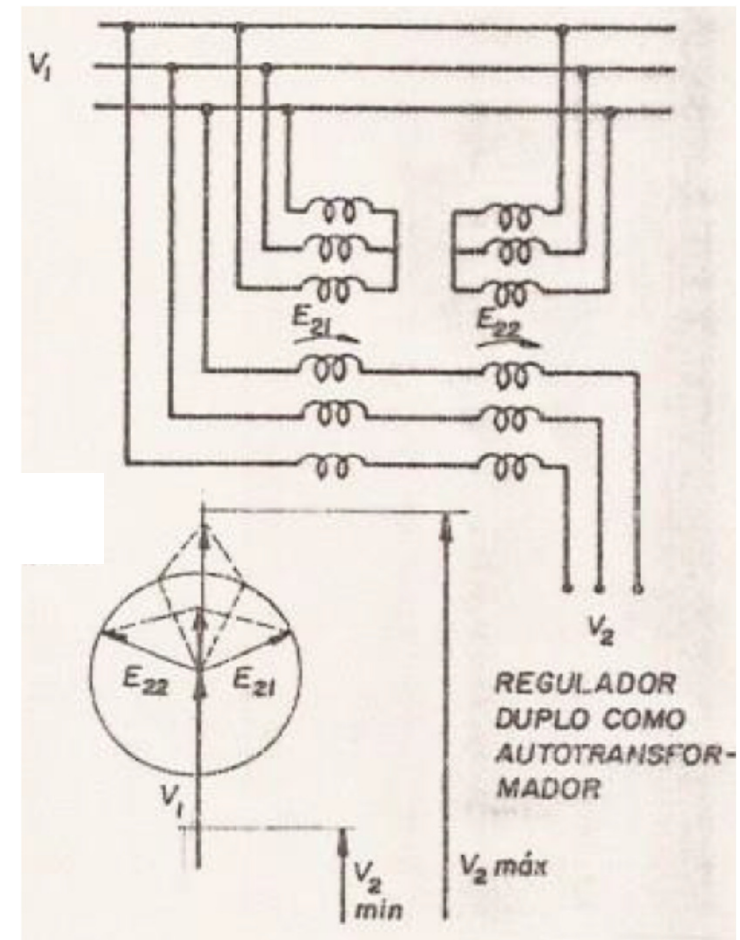 V₁
E₂₁
E₂₂
V₂
REGULADOR
DUPLO COMO
AUTOTRANSFOR-
MADOR
E₂₂
E₂₁
V₁
V₂
min
V₂ máx